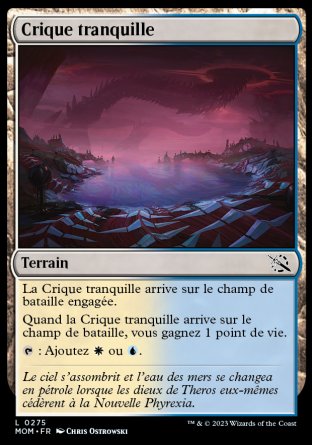 Crique tranquille
Terrain
La Crique tranquille arrive sur le champ de
bataille engagée.
Quand la Crique tranquille arrive sur le
champ de bataille, vous gagnez 1 point de vie.
: Ajoutez ou .
Le ciel s'assombrit et l'eau des mers se changea
en pétrole lorsque les dieux de Theros eux-mêmes
cédèrent à la Nouvelle Phyrexia.
L 0275
MOM • FR Chris Ostrowski
™ & © 2023 Wizards of the Coast